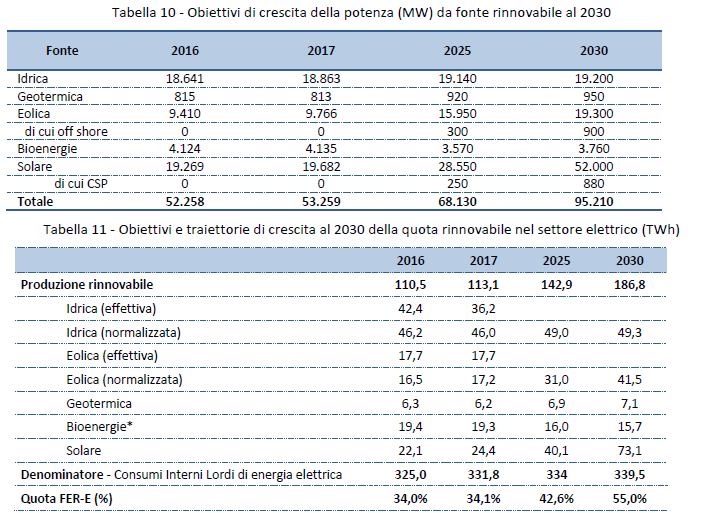 Tabella 10 - Obiettivi di crescita della potenza (MW) da fonte rinnovabile al 2030
Fonte 2016 2017 2025 2030
Idrica 18.641 18.863 19.140 19.200
Geotermica 815 813 920 950
Eolica 9.410 9.766 15.950 19.300
di cui off shore 0 0 300 900
Bioenergie 4.124 4.135 3.570 3.760
Solare 19.269 19.682 28.550 52.000
di cui CSP 0 0 250 880
Totale 52.258 53.259 68.130 95.210
Tabella 11 - Obiettivi e traiettorie di crescita al 2030 della quota rinnovabile nel settore elettrico (TWh)
2016 2017 2025 2030
Produzione rinnovabile 110,5 113,1 142,9 186,8
Idrica (effettiva) 42,4 36,2
Idrica (normalizzata) 46,2 46,0 49,0 49,3
Eolica (effettiva) 17,7 17,7
Eolica (normalizzata) 16,5 17,2 31,0 41,5
Geotermica 6,3 6,2 6,9 7,1
Bioenergie* 19,4 19,3 16,0 15,7
Solare 22,1 24,4 40,1 73,1
Denominatore - Consumi Interni Lordi di energia elettrica 325,0 331,8 334 339,5
Quota FER-E (%) 34,0% 34,1% 42,6% 55,0%